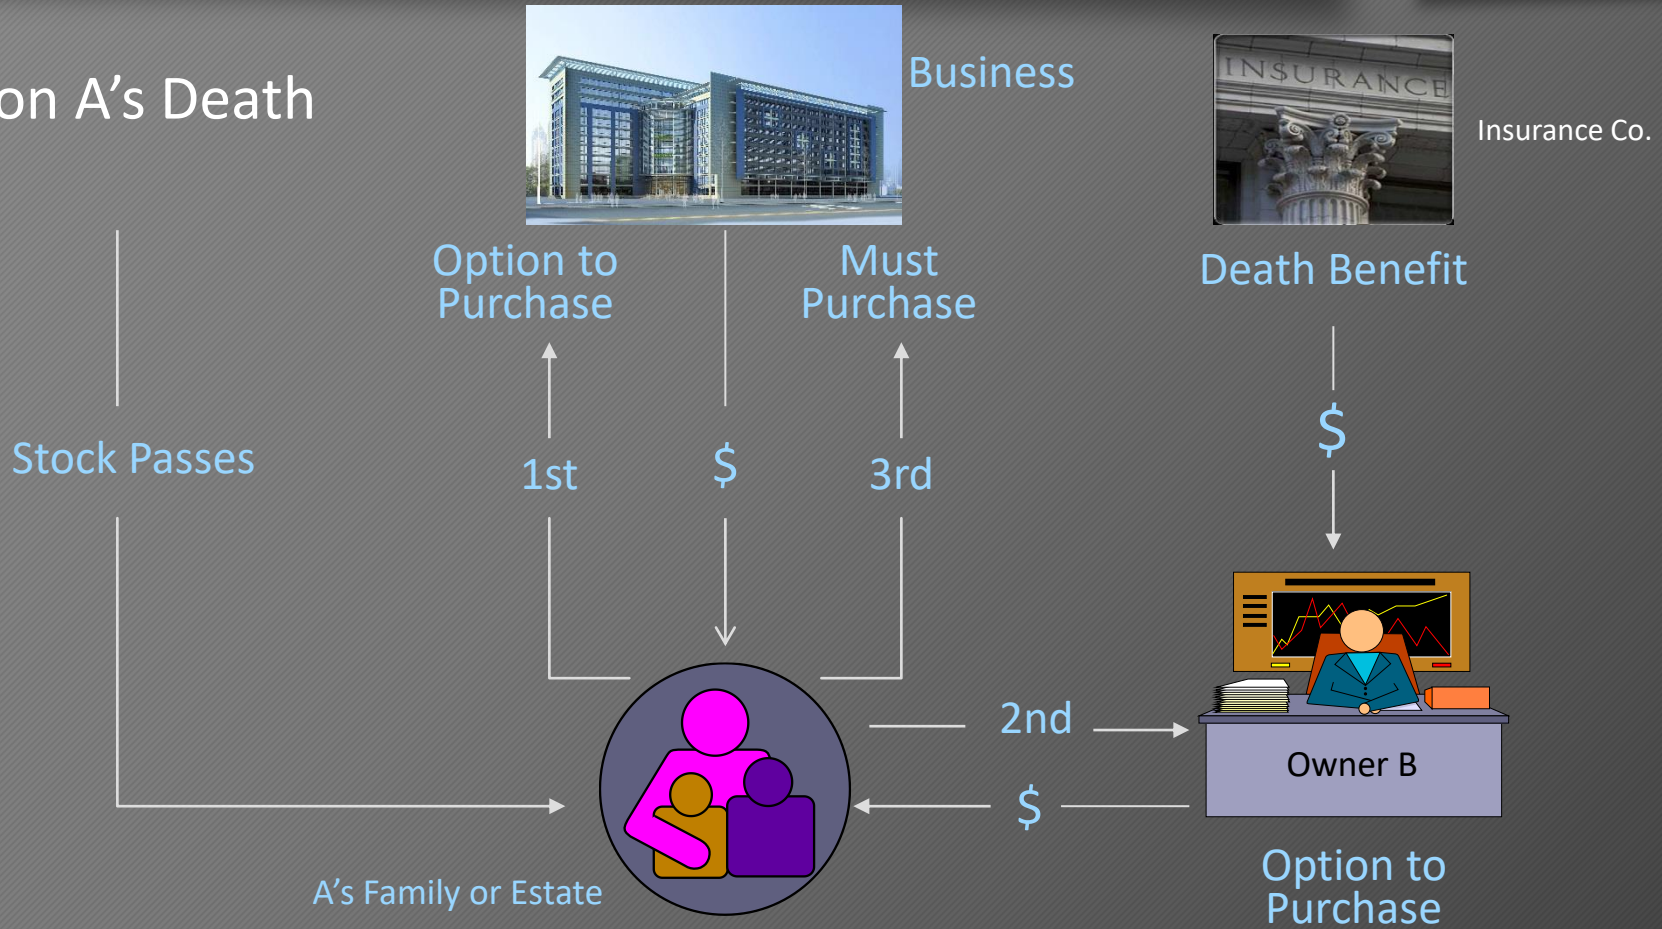 on A's Death
Business
INSURANCE
Insurance Co.
Option to
Purchase
Must
Purchase
Death Benefit
$
Stock Passes
1st
$
3rd
2nd
Owner B
$
A's Family or Estate
Option to
Purchase